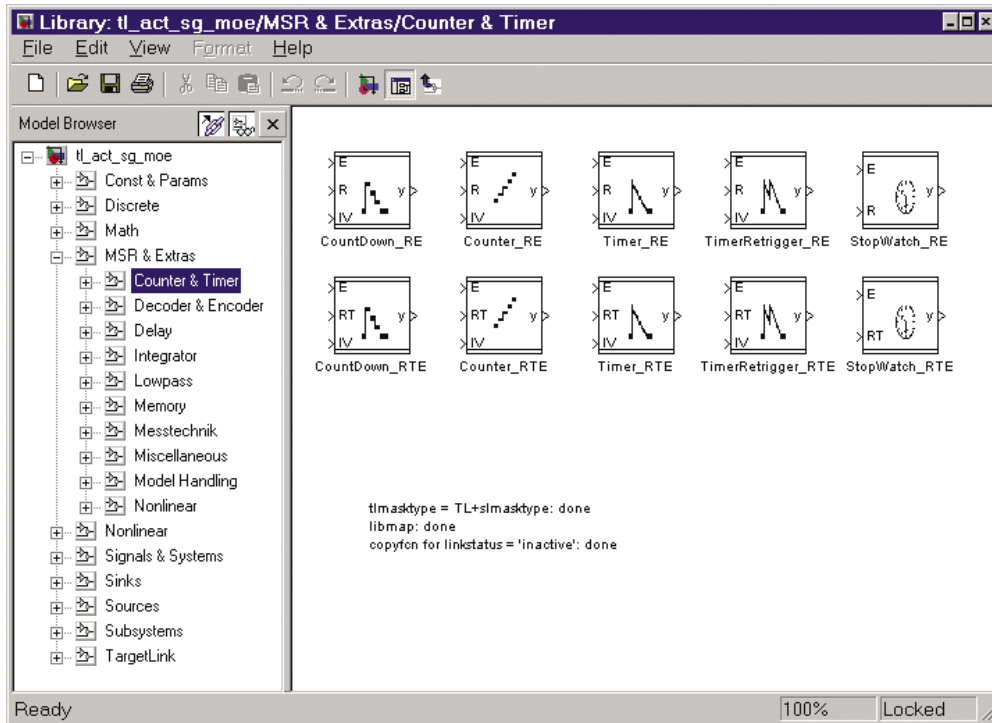 Library: tl_act_sg_moe/MSR & Extras/Counter & Timer
File Edit View Format Help
Model Browser
tl_act_sg_moe
Const & Params
Discrete
Math
MSR & Extras
Counter & Timer
Decoder & Encoder
Delay
Integrator
Lowpass
Memory
Messtechnik
Miscellaneous
Model Handling
Nonlinear
Nonlinear
Signals & Systems
Sinks
Sources
Subsystems
TargetLink
E E E E E
R y R y R y R y y
IV IV IV IV R
CountDown_RE Counter_RE Timer_RE TimerRetrigger_RE StopWatch_RE
E E E E E
RT y RT y RT y RT y y
IV IV IV IV RT
CountDown_RTE Counter_RTE Timer_RTE TimerRetrigger_RTE StopWatch_RTE
tlmasktype = TL+slmasktype: done
libmap: done
copyfcn for linkstatus = 'inactive': done
Ready 100% Locked